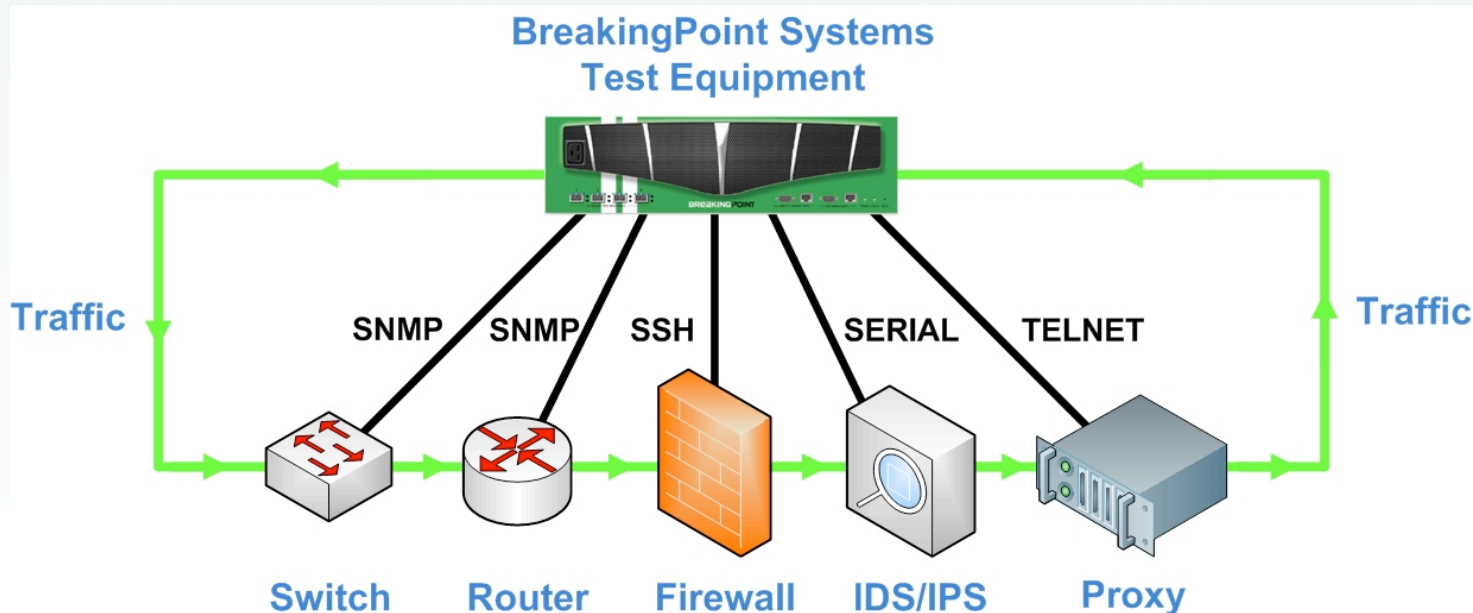 BreakingPoint Systems
Test Equipment
BREAKINGPOINT
Traffic
SNMP
SNMP
SSH
SERIAL
TELNET
Traffic
Switch
Router
Firewall
IDS/IPS
Proxy